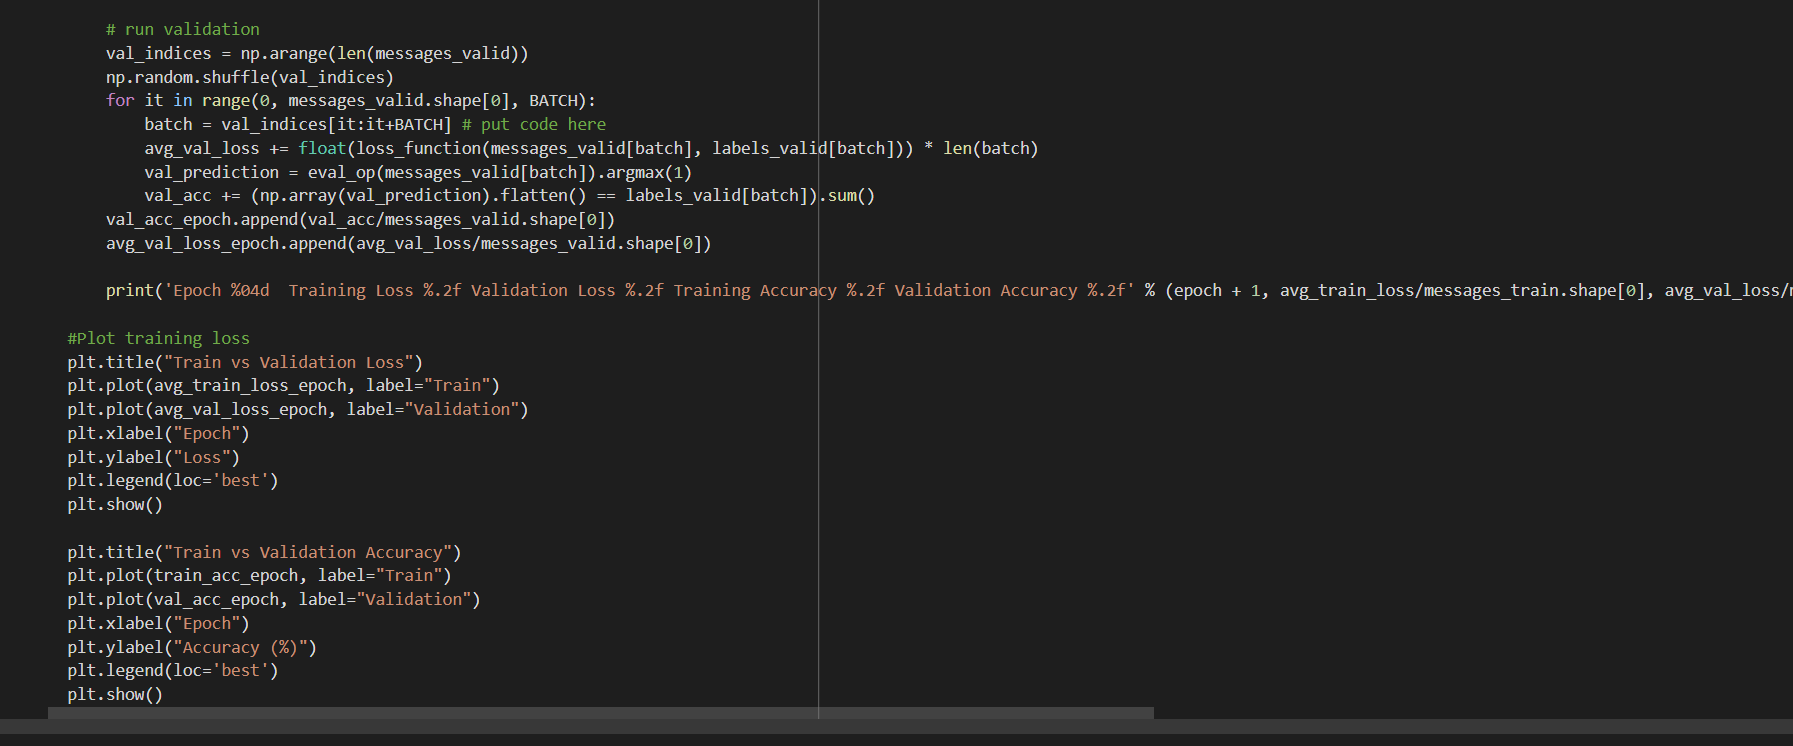 # run validation
val_indices = np.arange(len(messages_valid))
np.random.shuffle(val_indices)
for it in range(0, messages_valid.shape[0], BATCH):
    batch = val_indices[it:it+BATCH] # put code here
    avg_val_loss += float(loss_function(messages_valid[batch], labels_valid[batch])) * len(batch)
    val_prediction = eval_op(messages_valid[batch]).argmax(1)
    val_acc += (np.array(val_prediction).flatten() == labels_valid[batch]).sum()
val_acc_epoch.append(val_acc/messages_valid.shape[0])
avg_val_loss_epoch.append(avg_val_loss/messages_valid.shape[0])
print('Epoch %04d  Training Loss %.2f Validation Loss %.2f Training Accuracy %.2f Validation Accuracy %.2f' % (epoch + 1, avg_train_loss/messages_train.shape[0], avg_val_loss/
#Plot training loss
plt.title("Train vs Validation Loss")
plt.plot(avg_train_loss_epoch, label="Train")
plt.plot(avg_val_loss_epoch, label="Validation")
plt.xlabel("Epoch")
plt.ylabel("Loss")
plt.legend(loc='best')
plt.show()
plt.title("Train vs Validation Accuracy")
plt.plot(train_acc_epoch, label="Train")
plt.plot(val_acc_epoch, label="Validation")
plt.xlabel("Epoch")
plt.ylabel("Accuracy (%)")
plt.legend(loc='best')
plt.show()